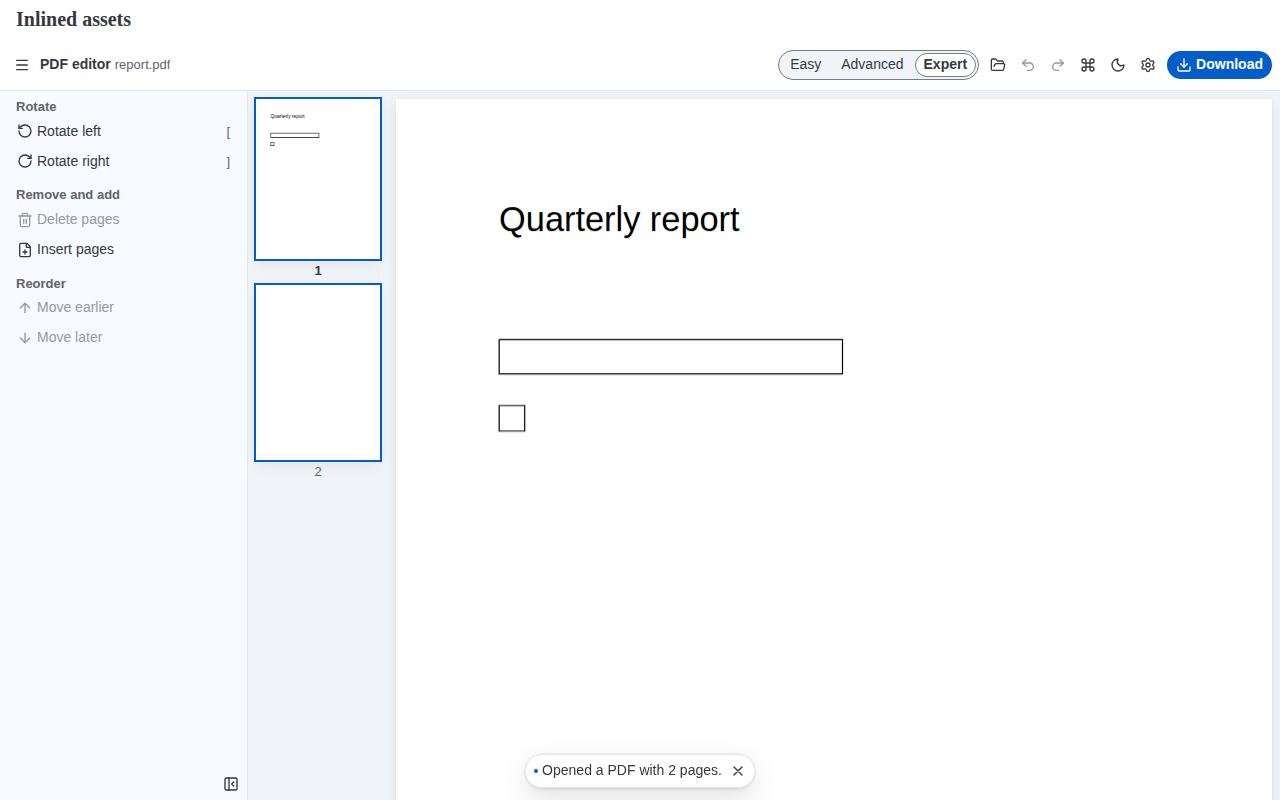 Inlined assets
PDF editor report.pdf
Easy Advanced Expert
Download
Rotate
Rotate left [
Rotate right ]
Remove and add
Delete pages
Insert pages
Reorder
Move earlier
Move later
Quarterly report
1
2
Quarterly report
Opened a PDF with 2 pages.